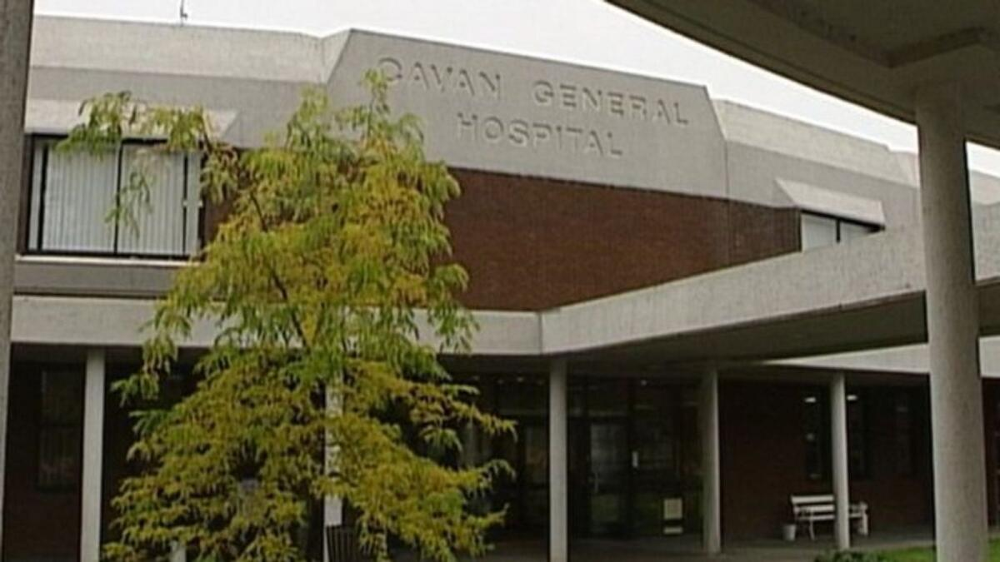 CAVAN GENERAL
HOSPITAL